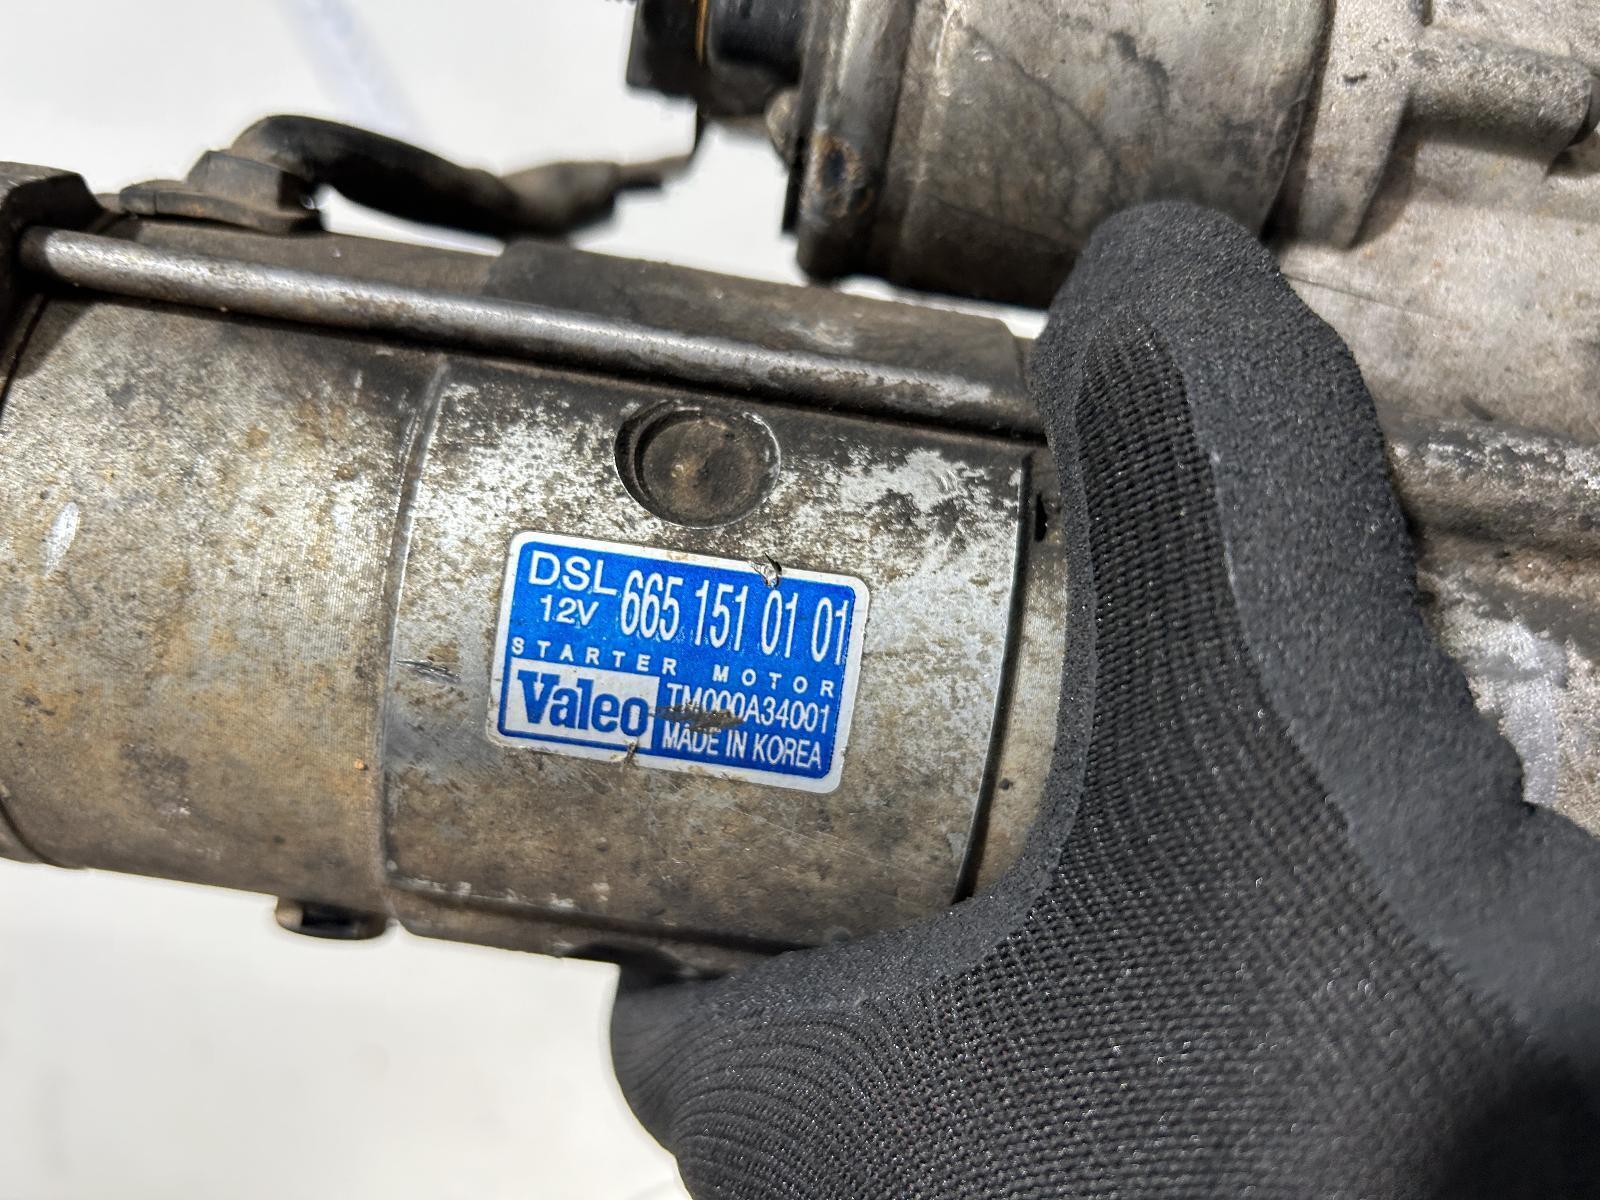 DSL 665 151 01 01
12V
STARTER MOTOR
Valeo TM000A34001
MADE IN KOREA